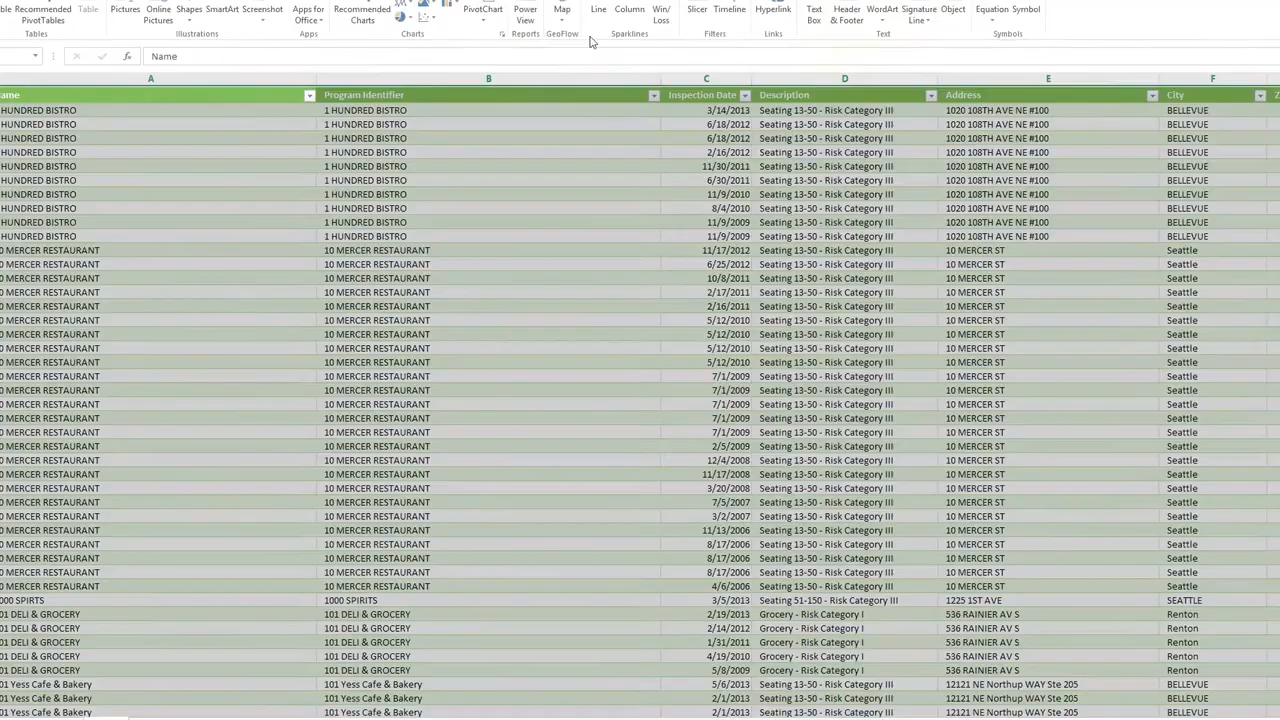 ble Recommended PivotTables Table Pictures Online Pictures Shapes SmartArt Screenshot Apps for Office Recommended Charts PivotChart Power View Map Line Column Win/Loss Slicer Timeline Hyperlink Text Box Header & Footer WordArt Signature Line Object Equation Symbol
Tables Illustrations Apps Charts Reports GeoFlow Sparklines Filters Links Text Symbols
fx Name
A B C D E F
ame Program Identifier Inspection Date Description Address City Z
HUNDRED BISTRO 1 HUNDRED BISTRO 3/14/2013 Seating 13-50 - Risk Category III 1020 108TH AVE NE #100 BELLEVUE
HUNDRED BISTRO 1 HUNDRED BISTRO 6/18/2012 Seating 13-50 - Risk Category III 1020 108TH AVE NE #100 BELLEVUE
HUNDRED BISTRO 1 HUNDRED BISTRO 6/18/2012 Seating 13-50 - Risk Category III 1020 108TH AVE NE #100 BELLEVUE
HUNDRED BISTRO 1 HUNDRED BISTRO 2/16/2012 Seating 13-50 - Risk Category III 1020 108TH AVE NE #100 BELLEVUE
HUNDRED BISTRO 1 HUNDRED BISTRO 11/30/2011 Seating 13-50 - Risk Category III 1020 108TH AVE NE #100 BELLEVUE
HUNDRED BISTRO 1 HUNDRED BISTRO 6/30/2011 Seating 13-50 - Risk Category III 1020 108TH AVE NE #100 BELLEVUE
HUNDRED BISTRO 1 HUNDRED BISTRO 11/9/2010 Seating 13-50 - Risk Category III 1020 108TH AVE NE #100 BELLEVUE
HUNDRED BISTRO 1 HUNDRED BISTRO 8/4/2010 Seating 13-50 - Risk Category III 1020 108TH AVE NE #100 BELLEVUE
HUNDRED BISTRO 1 HUNDRED BISTRO 11/9/2009 Seating 13-50 - Risk Category III 1020 108TH AVE NE #100 BELLEVUE
HUNDRED BISTRO 1 HUNDRED BISTRO 11/9/2009 Seating 13-50 - Risk Category III 1020 108TH AVE NE #100 BELLEVUE
0 MERCER RESTAURANT 10 MERCER RESTAURANT 11/17/2012 Seating 13-50 - Risk Category III 10 MERCER ST Seattle
0 MERCER RESTAURANT 10 MERCER RESTAURANT 6/25/2012 Seating 13-50 - Risk Category III 10 MERCER ST Seattle
0 MERCER RESTAURANT 10 MERCER RESTAURANT 10/8/2011 Seating 13-50 - Risk Category III 10 MERCER ST Seattle
0 MERCER RESTAURANT 10 MERCER RESTAURANT 2/17/2011 Seating 13-50 - Risk Category III 10 MERCER ST Seattle
0 MERCER RESTAURANT 10 MERCER RESTAURANT 2/16/2011 Seating 13-50 - Risk Category III 10 MERCER ST Seattle
0 MERCER RESTAURANT 10 MERCER RESTAURANT 5/12/2010 Seating 13-50 - Risk Category III 10 MERCER ST Seattle
0 MERCER RESTAURANT 10 MERCER RESTAURANT 5/12/2010 Seating 13-50 - Risk Category III 10 MERCER ST Seattle
0 MERCER RESTAURANT 10 MERCER RESTAURANT 5/12/2010 Seating 13-50 - Risk Category III 10 MERCER ST Seattle
0 MERCER RESTAURANT 10 MERCER RESTAURANT 5/12/2010 Seating 13-50 - Risk Category III 10 MERCER ST Seattle
0 MERCER RESTAURANT 10 MERCER RESTAURANT 7/1/2009 Seating 13-50 - Risk Category III 10 MERCER ST Seattle
0 MERCER RESTAURANT 10 MERCER RESTAURANT 7/1/2009 Seating 13-50 - Risk Category III 10 MERCER ST Seattle
0 MERCER RESTAURANT 10 MERCER RESTAURANT 7/1/2009 Seating 13-50 - Risk Category III 10 MERCER ST Seattle
0 MERCER RESTAURANT 10 MERCER RESTAURANT 7/1/2009 Seating 13-50 - Risk Category III 10 MERCER ST Seattle
0 MERCER RESTAURANT 10 MERCER RESTAURANT 7/1/2009 Seating 13-50 - Risk Category III 10 MERCER ST Seattle
0 MERCER RESTAURANT 10 MERCER RESTAURANT 2/5/2009 Seating 13-50 - Risk Category III 10 MERCER ST Seattle
0 MERCER RESTAURANT 10 MERCER RESTAURANT 12/4/2008 Seating 13-50 - Risk Category III 10 MERCER ST Seattle
0 MERCER RESTAURANT 10 MERCER RESTAURANT 11/17/2008 Seating 13-50 - Risk Category III 10 MERCER ST Seattle
0 MERCER RESTAURANT 10 MERCER RESTAURANT 3/20/2008 Seating 13-50 - Risk Category III 10 MERCER ST Seattle
0 MERCER RESTAURANT 10 MERCER RESTAURANT 7/5/2007 Seating 13-50 - Risk Category III 10 MERCER ST Seattle
0 MERCER RESTAURANT 10 MERCER RESTAURANT 3/2/2007 Seating 13-50 - Risk Category III 10 MERCER ST Seattle
0 MERCER RESTAURANT 10 MERCER RESTAURANT 11/13/2006 Seating 13-50 - Risk Category III 10 MERCER ST Seattle
0 MERCER RESTAURANT 10 MERCER RESTAURANT 8/17/2006 Seating 13-50 - Risk Category III 10 MERCER ST Seattle
0 MERCER RESTAURANT 10 MERCER RESTAURANT 8/17/2006 Seating 13-50 - Risk Category III 10 MERCER ST Seattle
0 MERCER RESTAURANT 10 MERCER RESTAURANT 8/17/2006 Seating 13-50 - Risk Category III 10 MERCER ST Seattle
0 MERCER RESTAURANT 10 MERCER RESTAURANT 4/6/2006 Seating 13-50 - Risk Category III 10 MERCER ST Seattle
000 SPIRITS 1000 SPIRITS 3/5/2013 Seating 51-150 - Risk Category III 1225 1ST AVE SEATTLE
01 DELI & GROCERY 101 DELI & GROCERY 2/19/2013 Grocery - Risk Category I 536 RAINIER AV S Renton
01 DELI & GROCERY 101 DELI & GROCERY 2/14/2012 Grocery - Risk Category I 536 RAINIER AV S Renton
01 DELI & GROCERY 101 DELI & GROCERY 1/31/2011 Grocery - Risk Category I 536 RAINIER AV S Renton
01 DELI & GROCERY 101 DELI & GROCERY 4/19/2010 Grocery - Risk Category I 536 RAINIER AV S Renton
01 DELI & GROCERY 101 DELI & GROCERY 5/8/2009 Grocery - Risk Category I 536 RAINIER AV S Renton
01 Yess Cafe & Bakery 101 Yess Cafe & Bakery 5/6/2013 Seating 13-50 - Risk Category III 12121 NE Northup WAY Ste 205 BELLEVUE
01 Yess Cafe & Bakery 101 Yess Cafe & Bakery 2/1/2013 Seating 13-50 - Risk Category III 12121 NE Northup WAY Ste 205 BELLEVUE
01 Yess Cafe & Bakery 101 Yess Cafe & Bakery 2/1/2013 Seating 13-50 - Risk Category III 12121 NE Northup WAY Ste 205 BELLEVUE